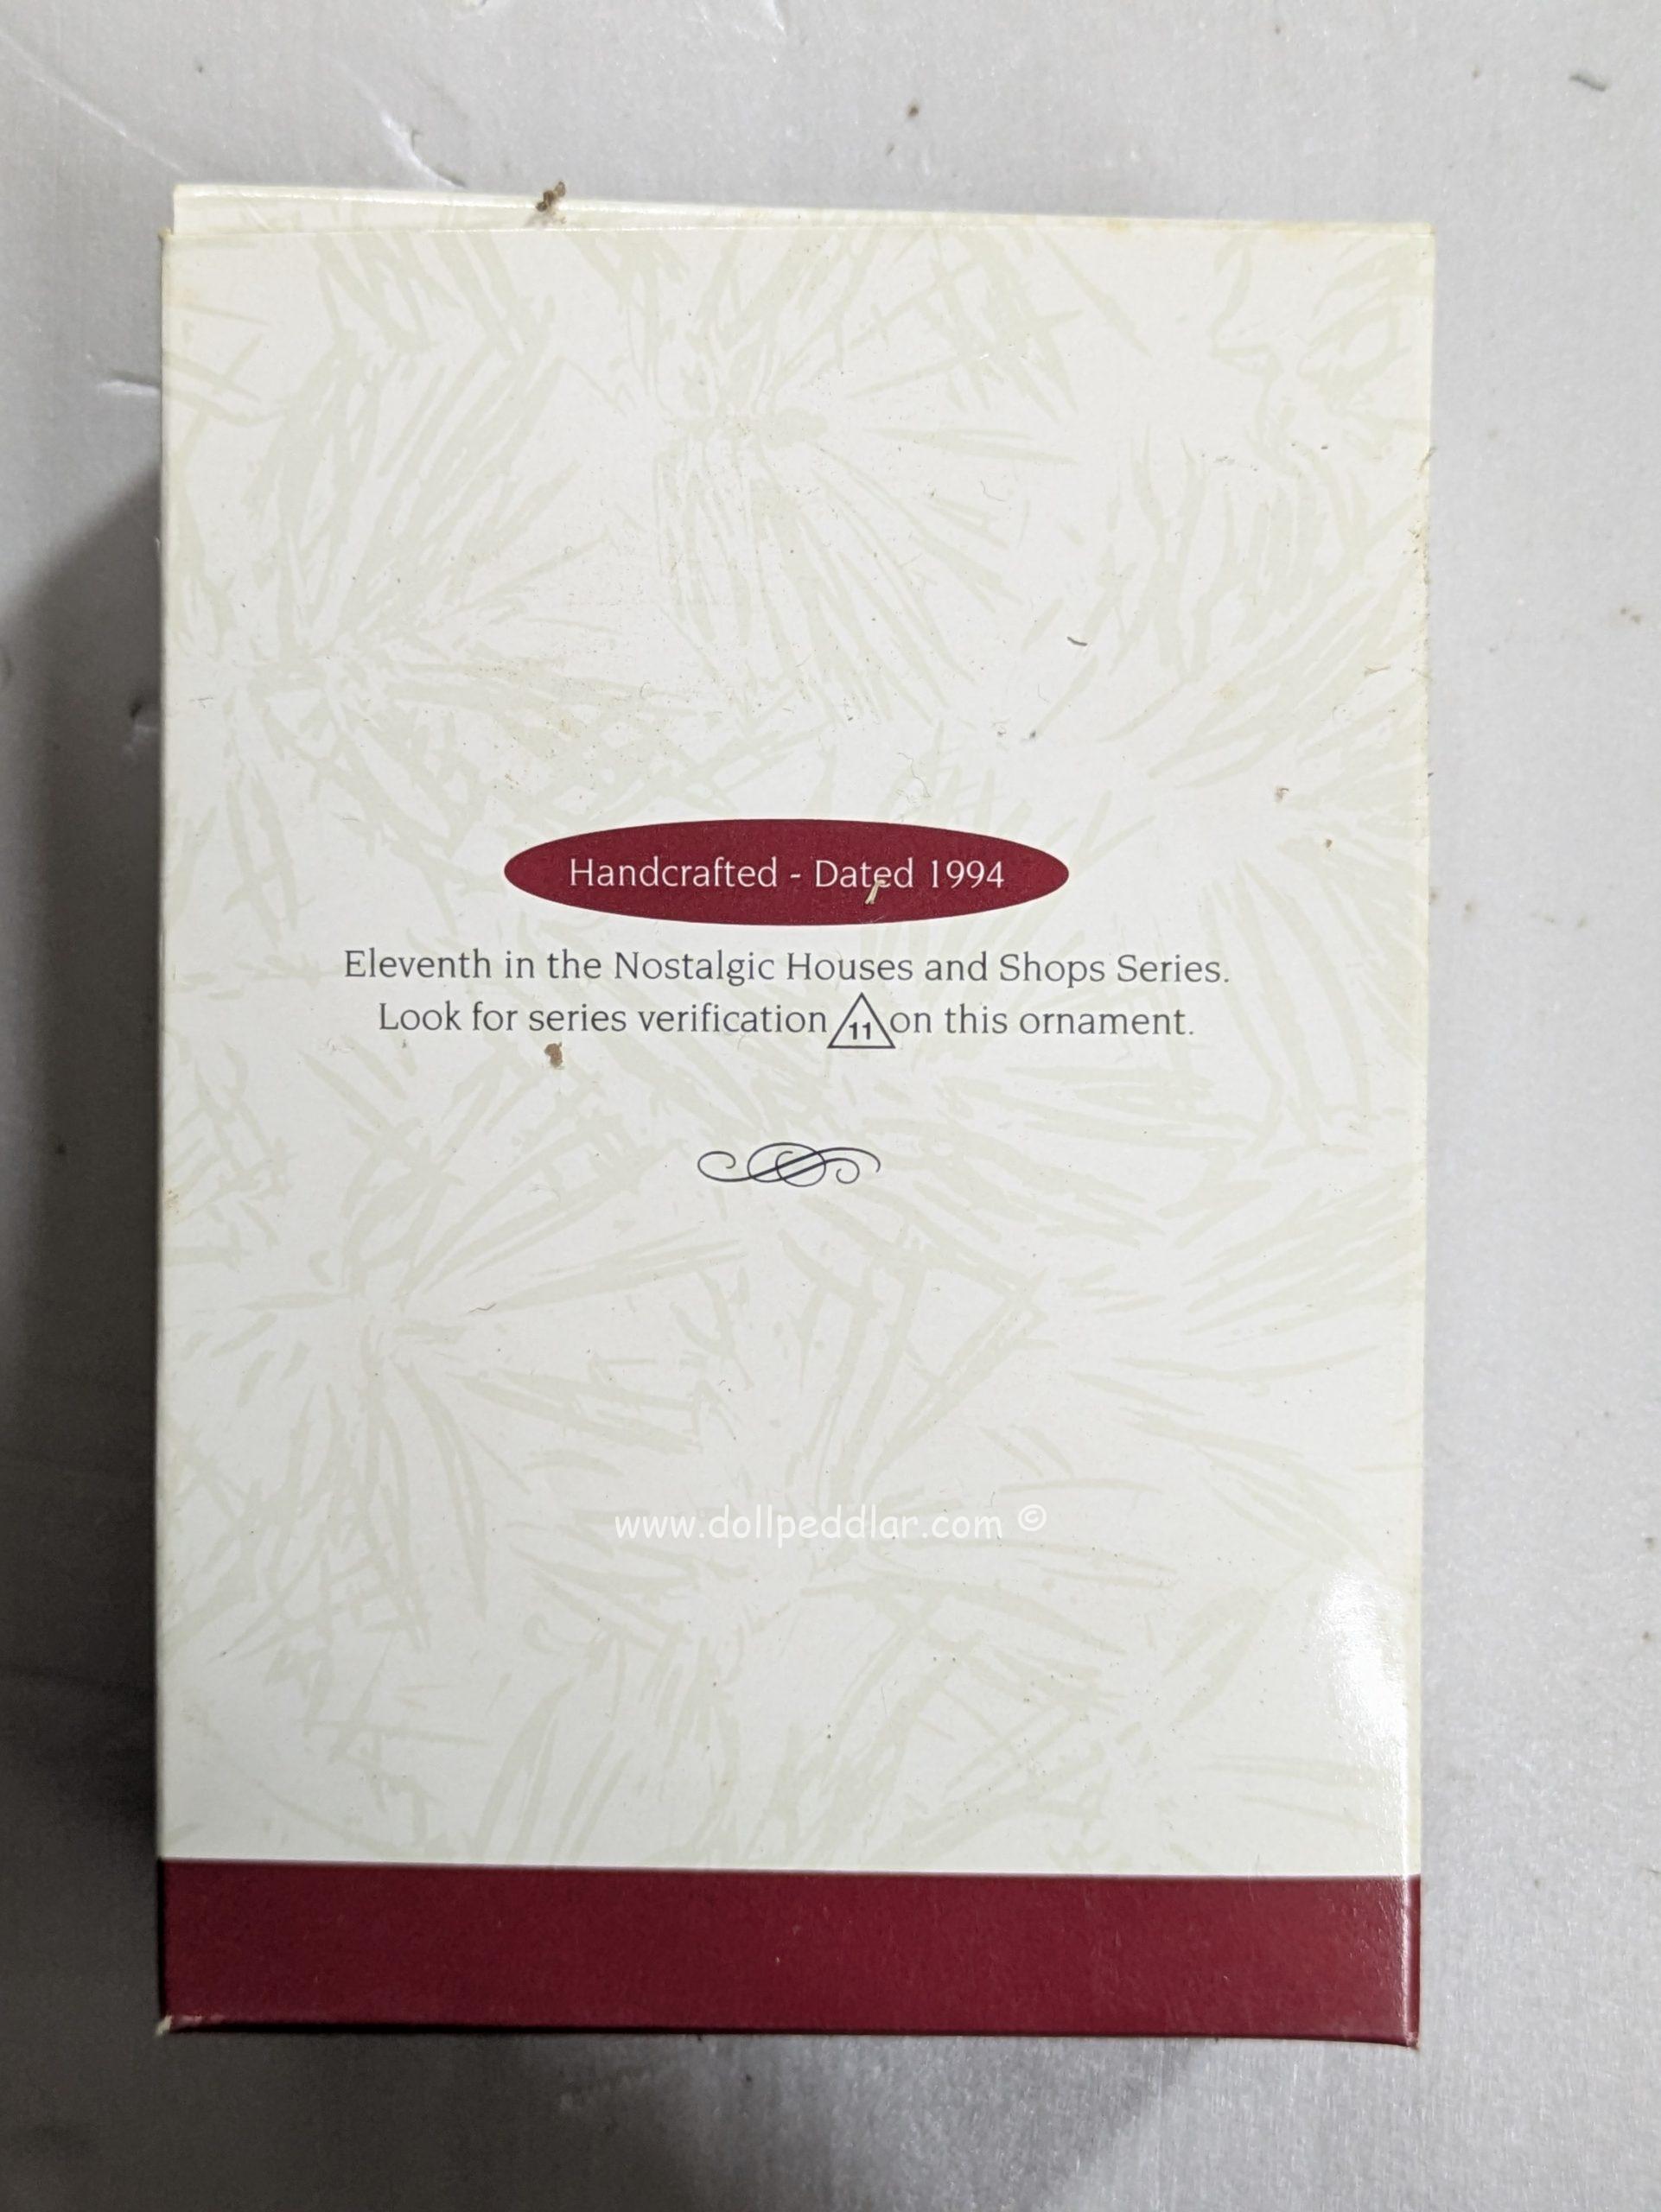 Handcrafted - Dated 1994
Eleventh in the Nostalgic Houses and Shops Series.
Look for series verification 11 on this ornament.
www.dollpeddlar.com ©